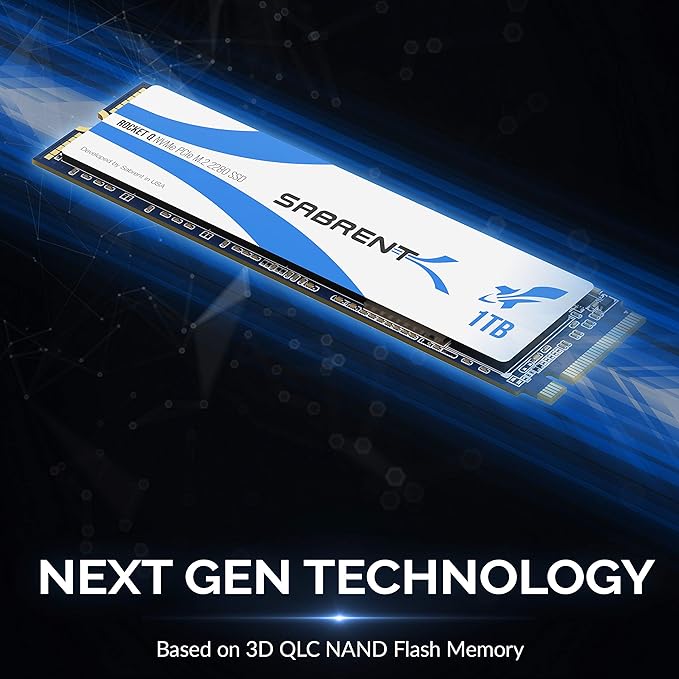 ROCKET Q NVMe PCIe M.2 2280 SSD
Developed by Sabrent in USA
SABRENT
1TB
NEXT GEN TECHNOLOGY
Based on 3D QLC NAND Flash Memory